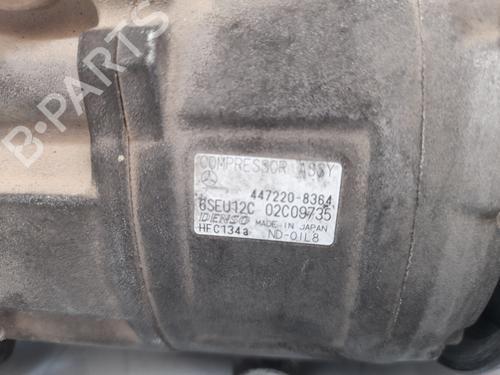 B-PARTS
COMPRESSOR ASSY
447220-8364
6SEU12C 02C09735
DENSO MADE IN JAPAN
HFC134a ND-OIL8